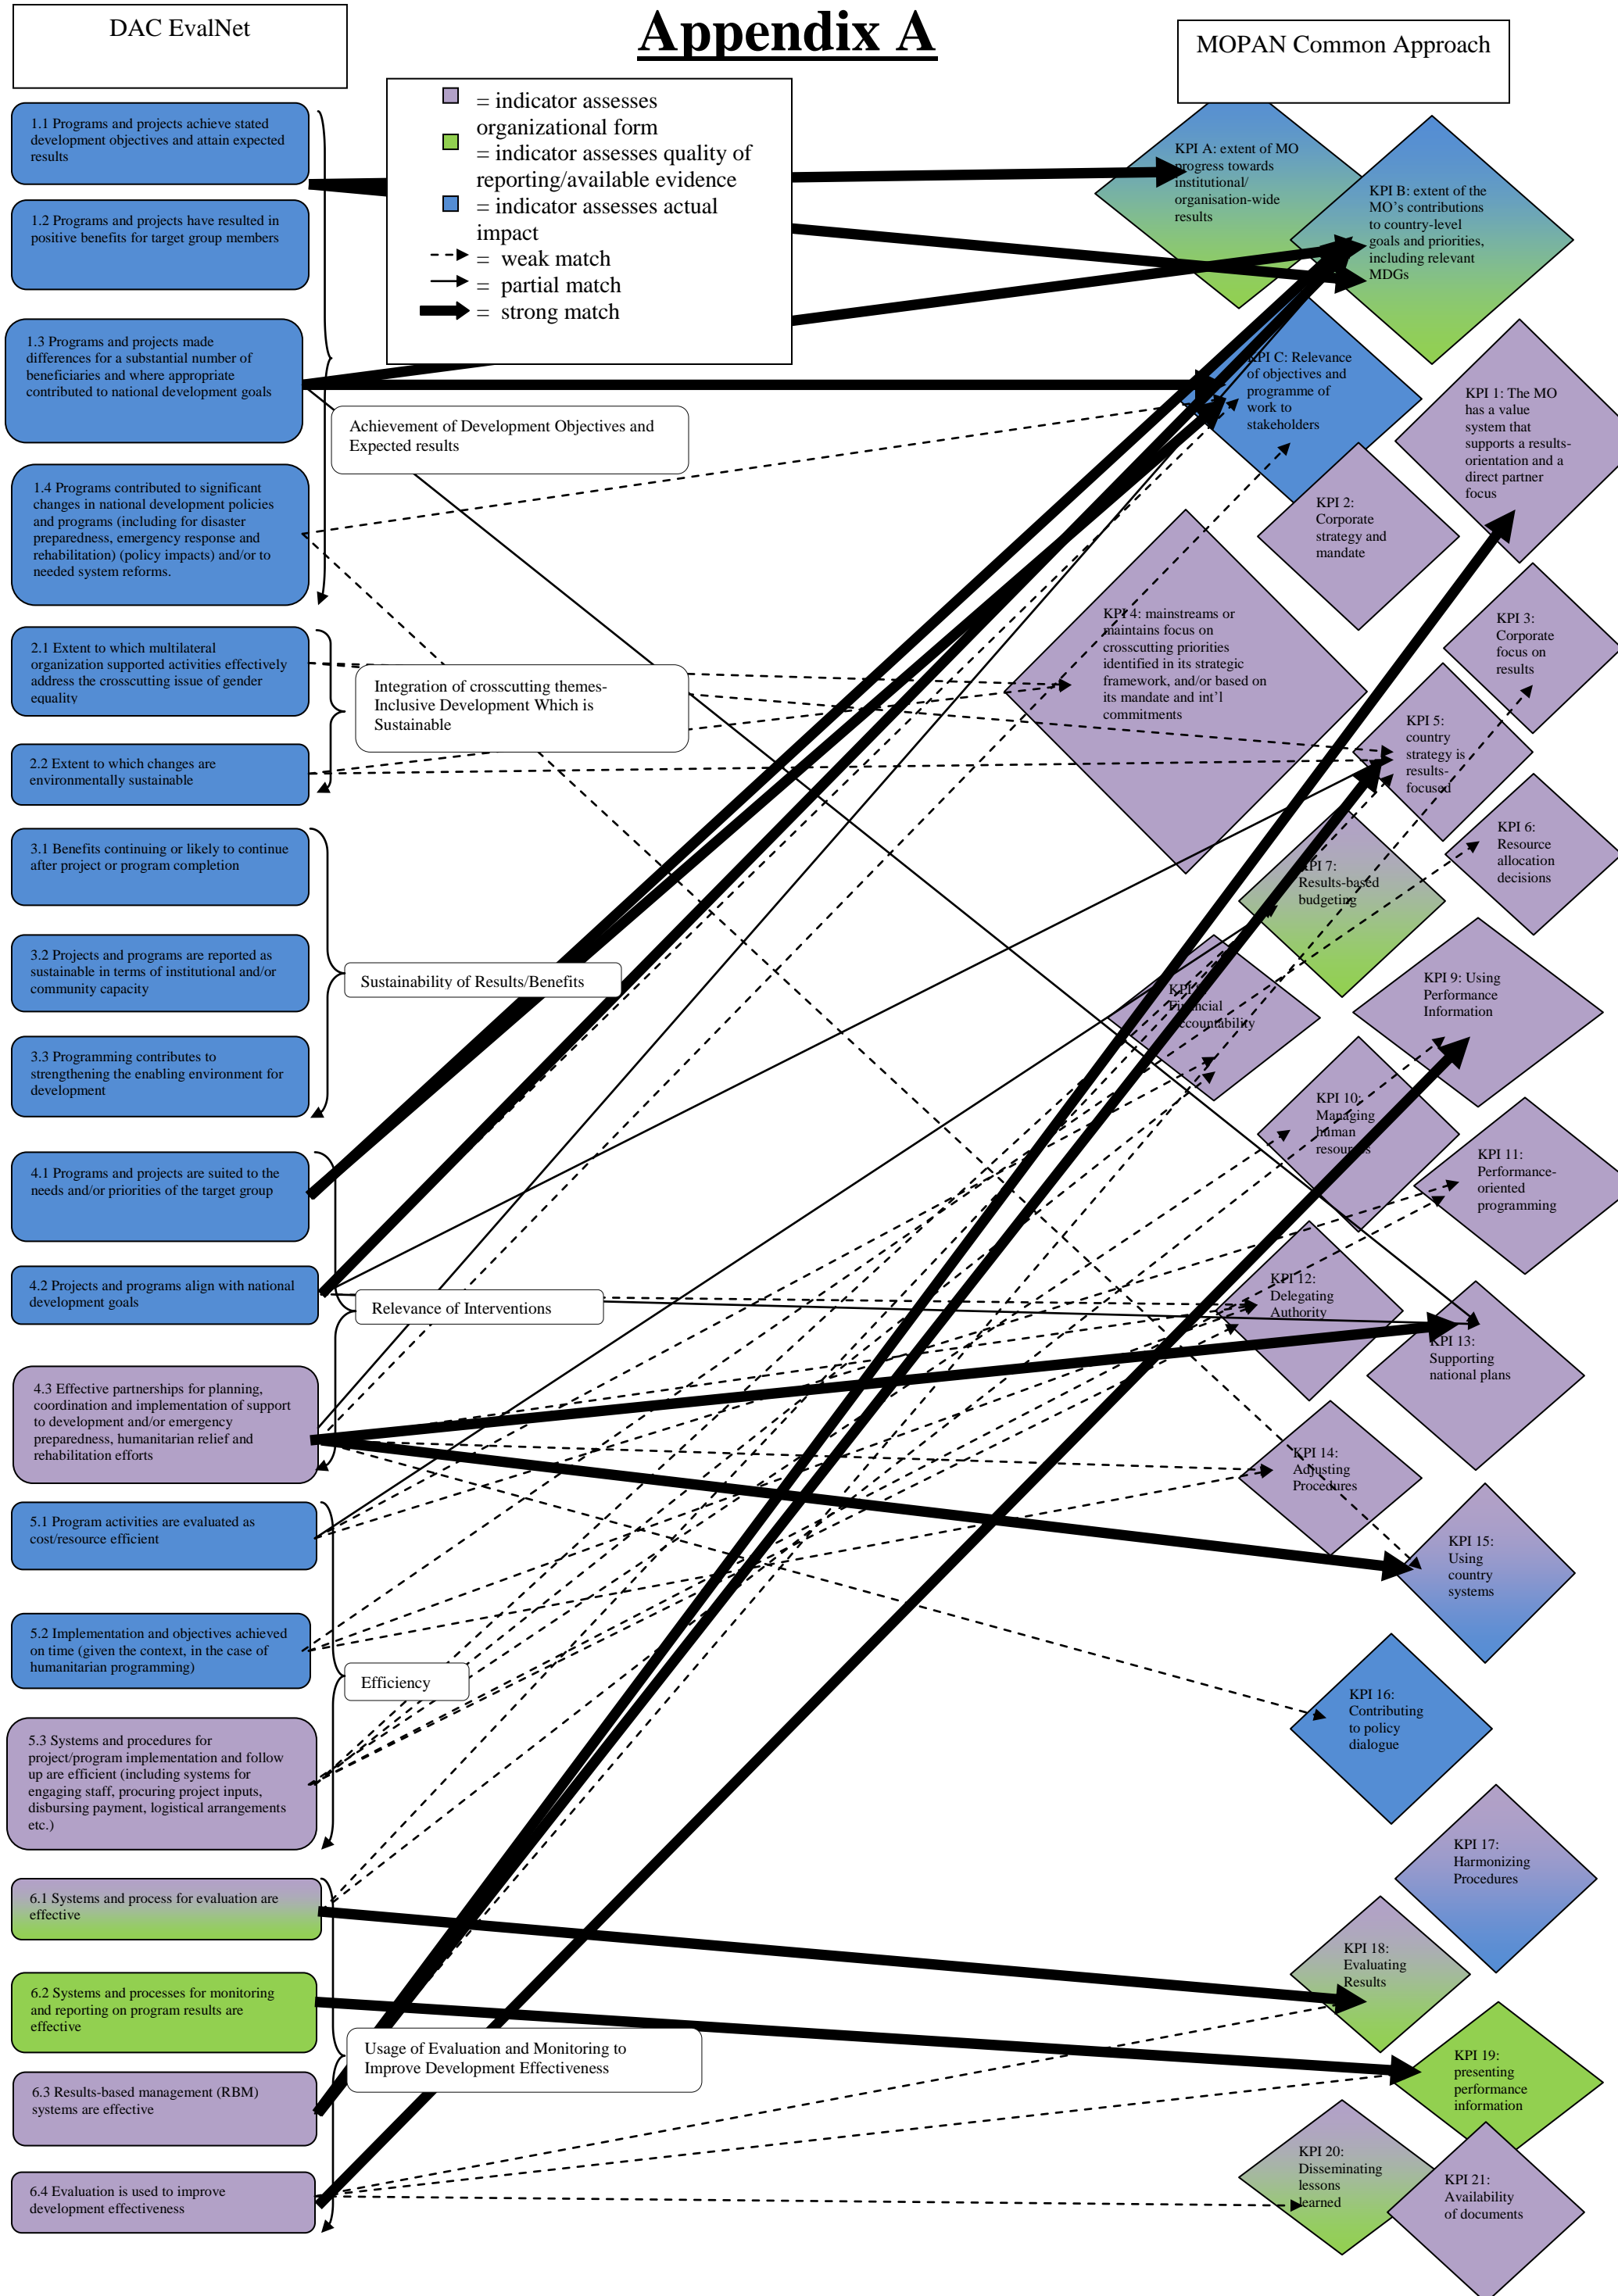 DAC EvalNet
Appendix A
MOPAN Common Approach
= indicator assesses
organizational form
= indicator assesses quality of
reporting/available evidence
= indicator assesses actual
impact
= weak match
= partial match
= strong match
1.1 Programs and projects achieve stated
development objectives and attain expected
results
1.2 Programs and projects have resulted in
positive benefits for target group members
1.3 Programs and projects made
differences for a substantial number of
beneficiaries and where appropriate
contributed to national development goals
1.4 Programs contributed to significant
changes in national development policies
and programs (including for disaster
preparedness, emergency response and
rehabilitation) (policy impacts) and/or to
needed system reforms.
Achievement of Development Objectives and
Expected results
2.1 Extent to which multilateral
organization supported activities effectively
address the crosscutting issue of gender
equality
2.2 Extent to which changes are
environmentally sustainable
Integration of crosscutting themes-
Inclusive Development Which is
Sustainable
3.1 Benefits continuing or likely to continue
after project or program completion
3.2 Projects and programs are reported as
sustainable in terms of institutional and/or
community capacity
3.3 Programming contributes to
strengthening the enabling environment for
development
Sustainability of Results/Benefits
4.1 Programs and projects are suited to the
needs and/or priorities of the target group
4.2 Projects and programs align with national
development goals
4.3 Effective partnerships for planning,
coordination and implementation of support
to development and/or emergency
preparedness, humanitarian relief and
rehabilitation efforts
Relevance of Interventions
5.1 Program activities are evaluated as
cost/resource efficient
5.2 Implementation and objectives achieved
on time (given the context, in the case of
humanitarian programming)
5.3 Systems and procedures for
project/program implementation and follow
up are efficient (including systems for
engaging staff, procuring project inputs,
disbursing payment, logistical arrangements
etc.)
Efficiency
6.1 Systems and process for evaluation are
effective
6.2 Systems and processes for monitoring
and reporting on program results are
effective
6.3 Results-based management (RBM)
systems are effective
6.4 Evaluation is used to improve
development effectiveness
Usage of Evaluation and Monitoring to
Improve Development Effectiveness
KPI A: extent of MO
progress towards
institutional/
organisation-wide
results
KPI B: extent of the
MO’s contributions
to country-level
goals and priorities,
including relevant
MDGs
KPI C: Relevance
of objectives and
programme of
work to
stakeholders
KPI 1: The MO
has a value
system that
supports a results-
orientation and a
direct partner
focus
KPI 2:
Corporate
strategy and
mandate
KPI 3:
Corporate
focus on
results
KPI 4: mainstreams or
maintains focus on
crosscutting priorities
identified in its strategic
framework, and/or based on
its mandate and int’l
commitments
KPI 5:
country
strategy is
results-
focused
KPI 6:
Resource
allocation
decisions
KPI 7:
Results-based
budgeting
KPI
Financial
Accountability
KPI 9: Using
Performance
Information
KPI 10:
Managing
human
resources
KPI 11:
Performance-
oriented
programming
KPI 12:
Delegating
Authority
KPI 13:
Supporting
national plans
KPI 14:
Adjusting
Procedures
KPI 15:
Using
country
systems
KPI 16:
Contributing
to policy
dialogue
KPI 17:
Harmonizing
Procedures
KPI 18:
Evaluating
Results
KPI 19:
presenting
performance
information
KPI 20:
Disseminating
lessons
learned
KPI 21:
Availability
of documents